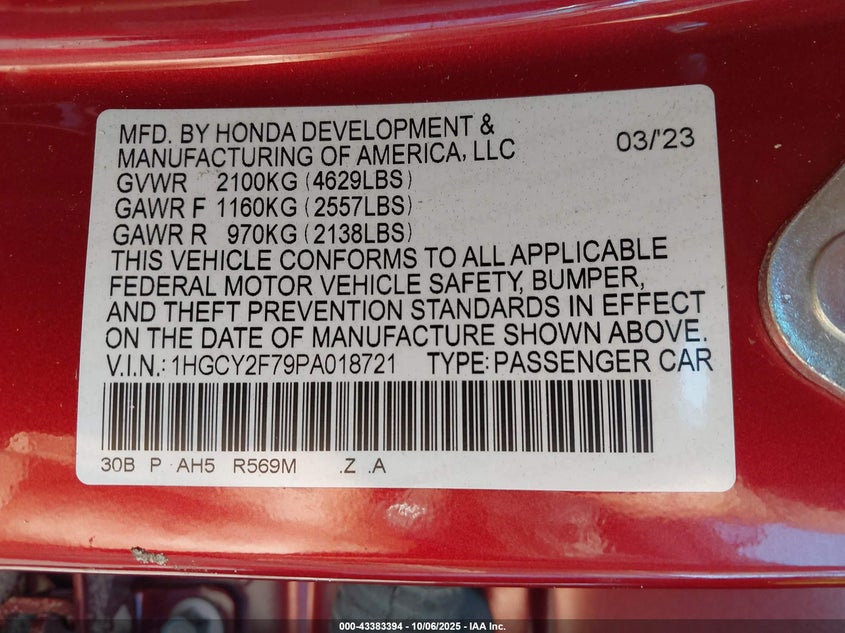 MFD. BY HONDA DEVELOPMENT &
MANUFACTURING OF AMERICA, LLC 03/'23
GVWR 2100KG (4629LBS)
GAWR F 1160KG (2557LBS)
GAWR R 970KG (2138LBS)
THIS VEHICLE CONFORMS TO ALL APPLICABLE
FEDERAL MOTOR VEHICLE SAFETY, BUMPER,
AND THEFT PREVENTION STANDARDS IN EFFECT
ON THE DATE OF MANUFACTURE SHOWN ABOVE.
V.I.N.: 1HGCY2F79PA018721 TYPE: PASSENGER CAR
30B P AH5 R569M .Z .A
000-43383394 - 10/06/2025 - IAA Inc.